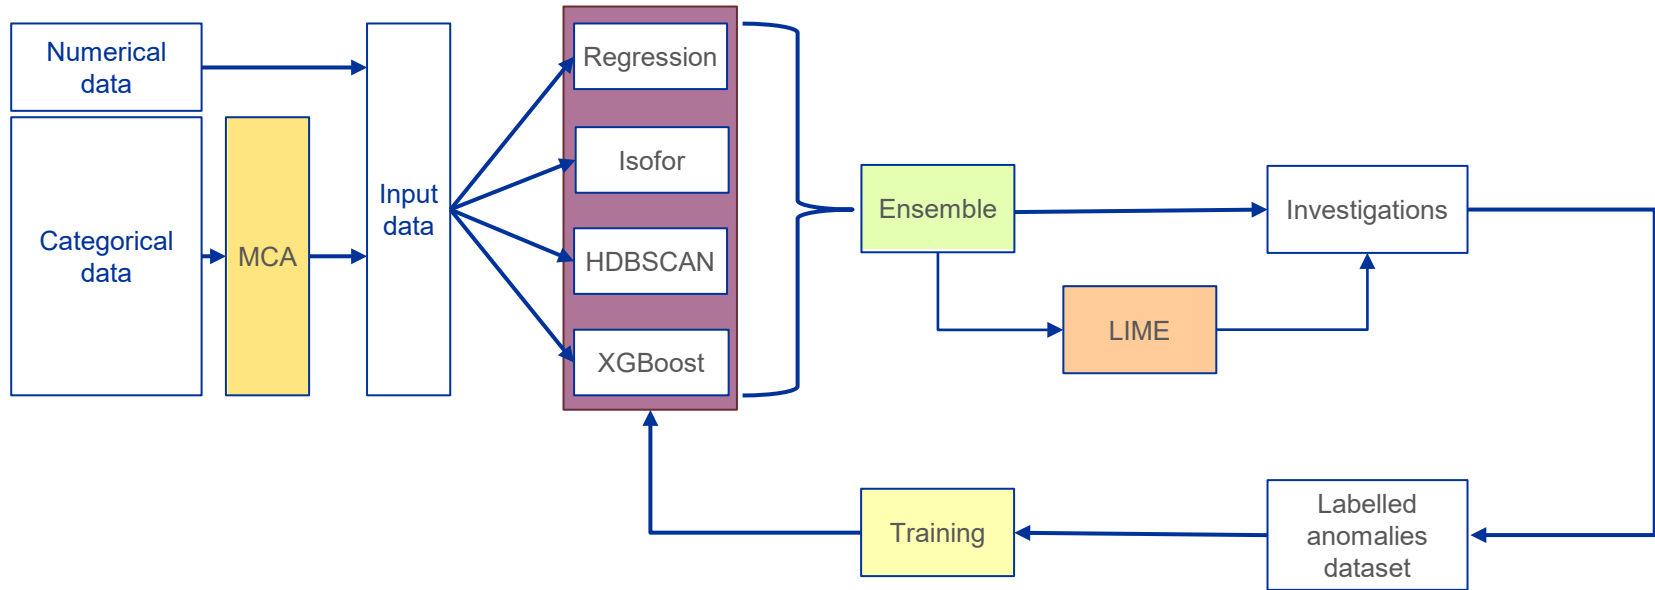 Numerical
data
Categorical
data
MCA
Input
data
Regression
Isofor
HDBSCAN
XGBoost
Ensemble
LIME
Investigations
Labelled
anomalies
dataset
Training